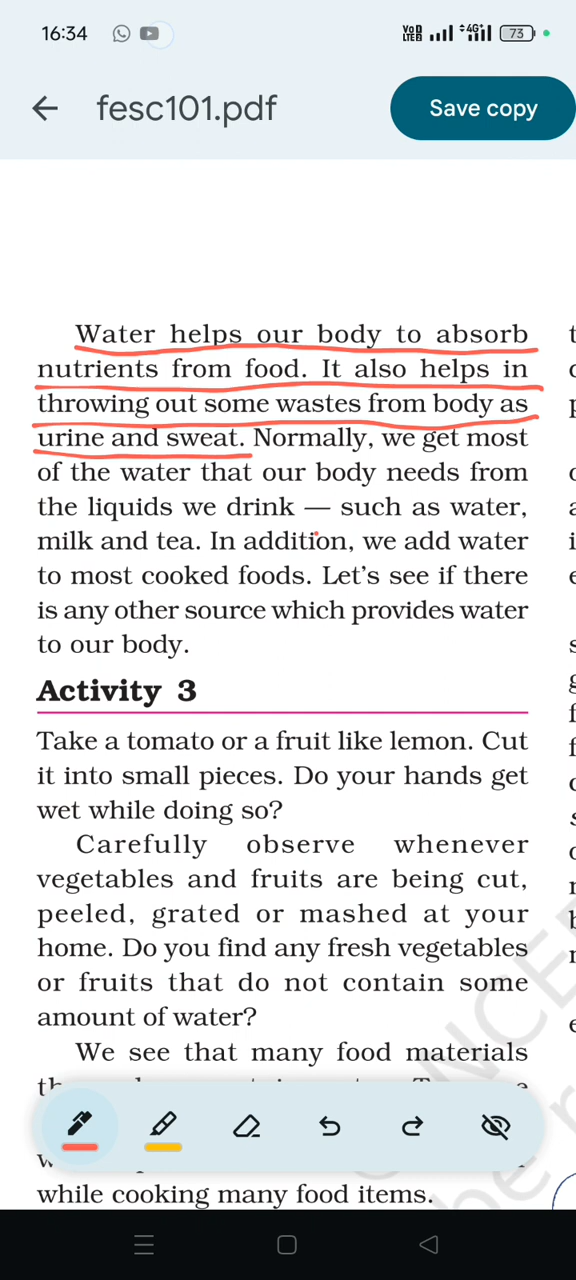 16:34 VoD LTE 4G+ 73
fesc101.pdf Save copy
Water helps our body to absorb
nutrients from food. It also helps in
throwing out some wastes from body as
urine and sweat. Normally, we get most
of the water that our body needs from
the liquids we drink — such as water,
milk and tea. In addition, we add water
to most cooked foods. Let's see if there
is any other source which provides water
to our body.
Activity 3
Take a tomato or a fruit like lemon. Cut
it into small pieces. Do your hands get
wet while doing so?
Carefully observe whenever
vegetables and fruits are being cut,
peeled, grated or mashed at your
home. Do you find any fresh vegetables
or fruits that do not contain some
amount of water?
We see that many food materials
while cooking many food items.